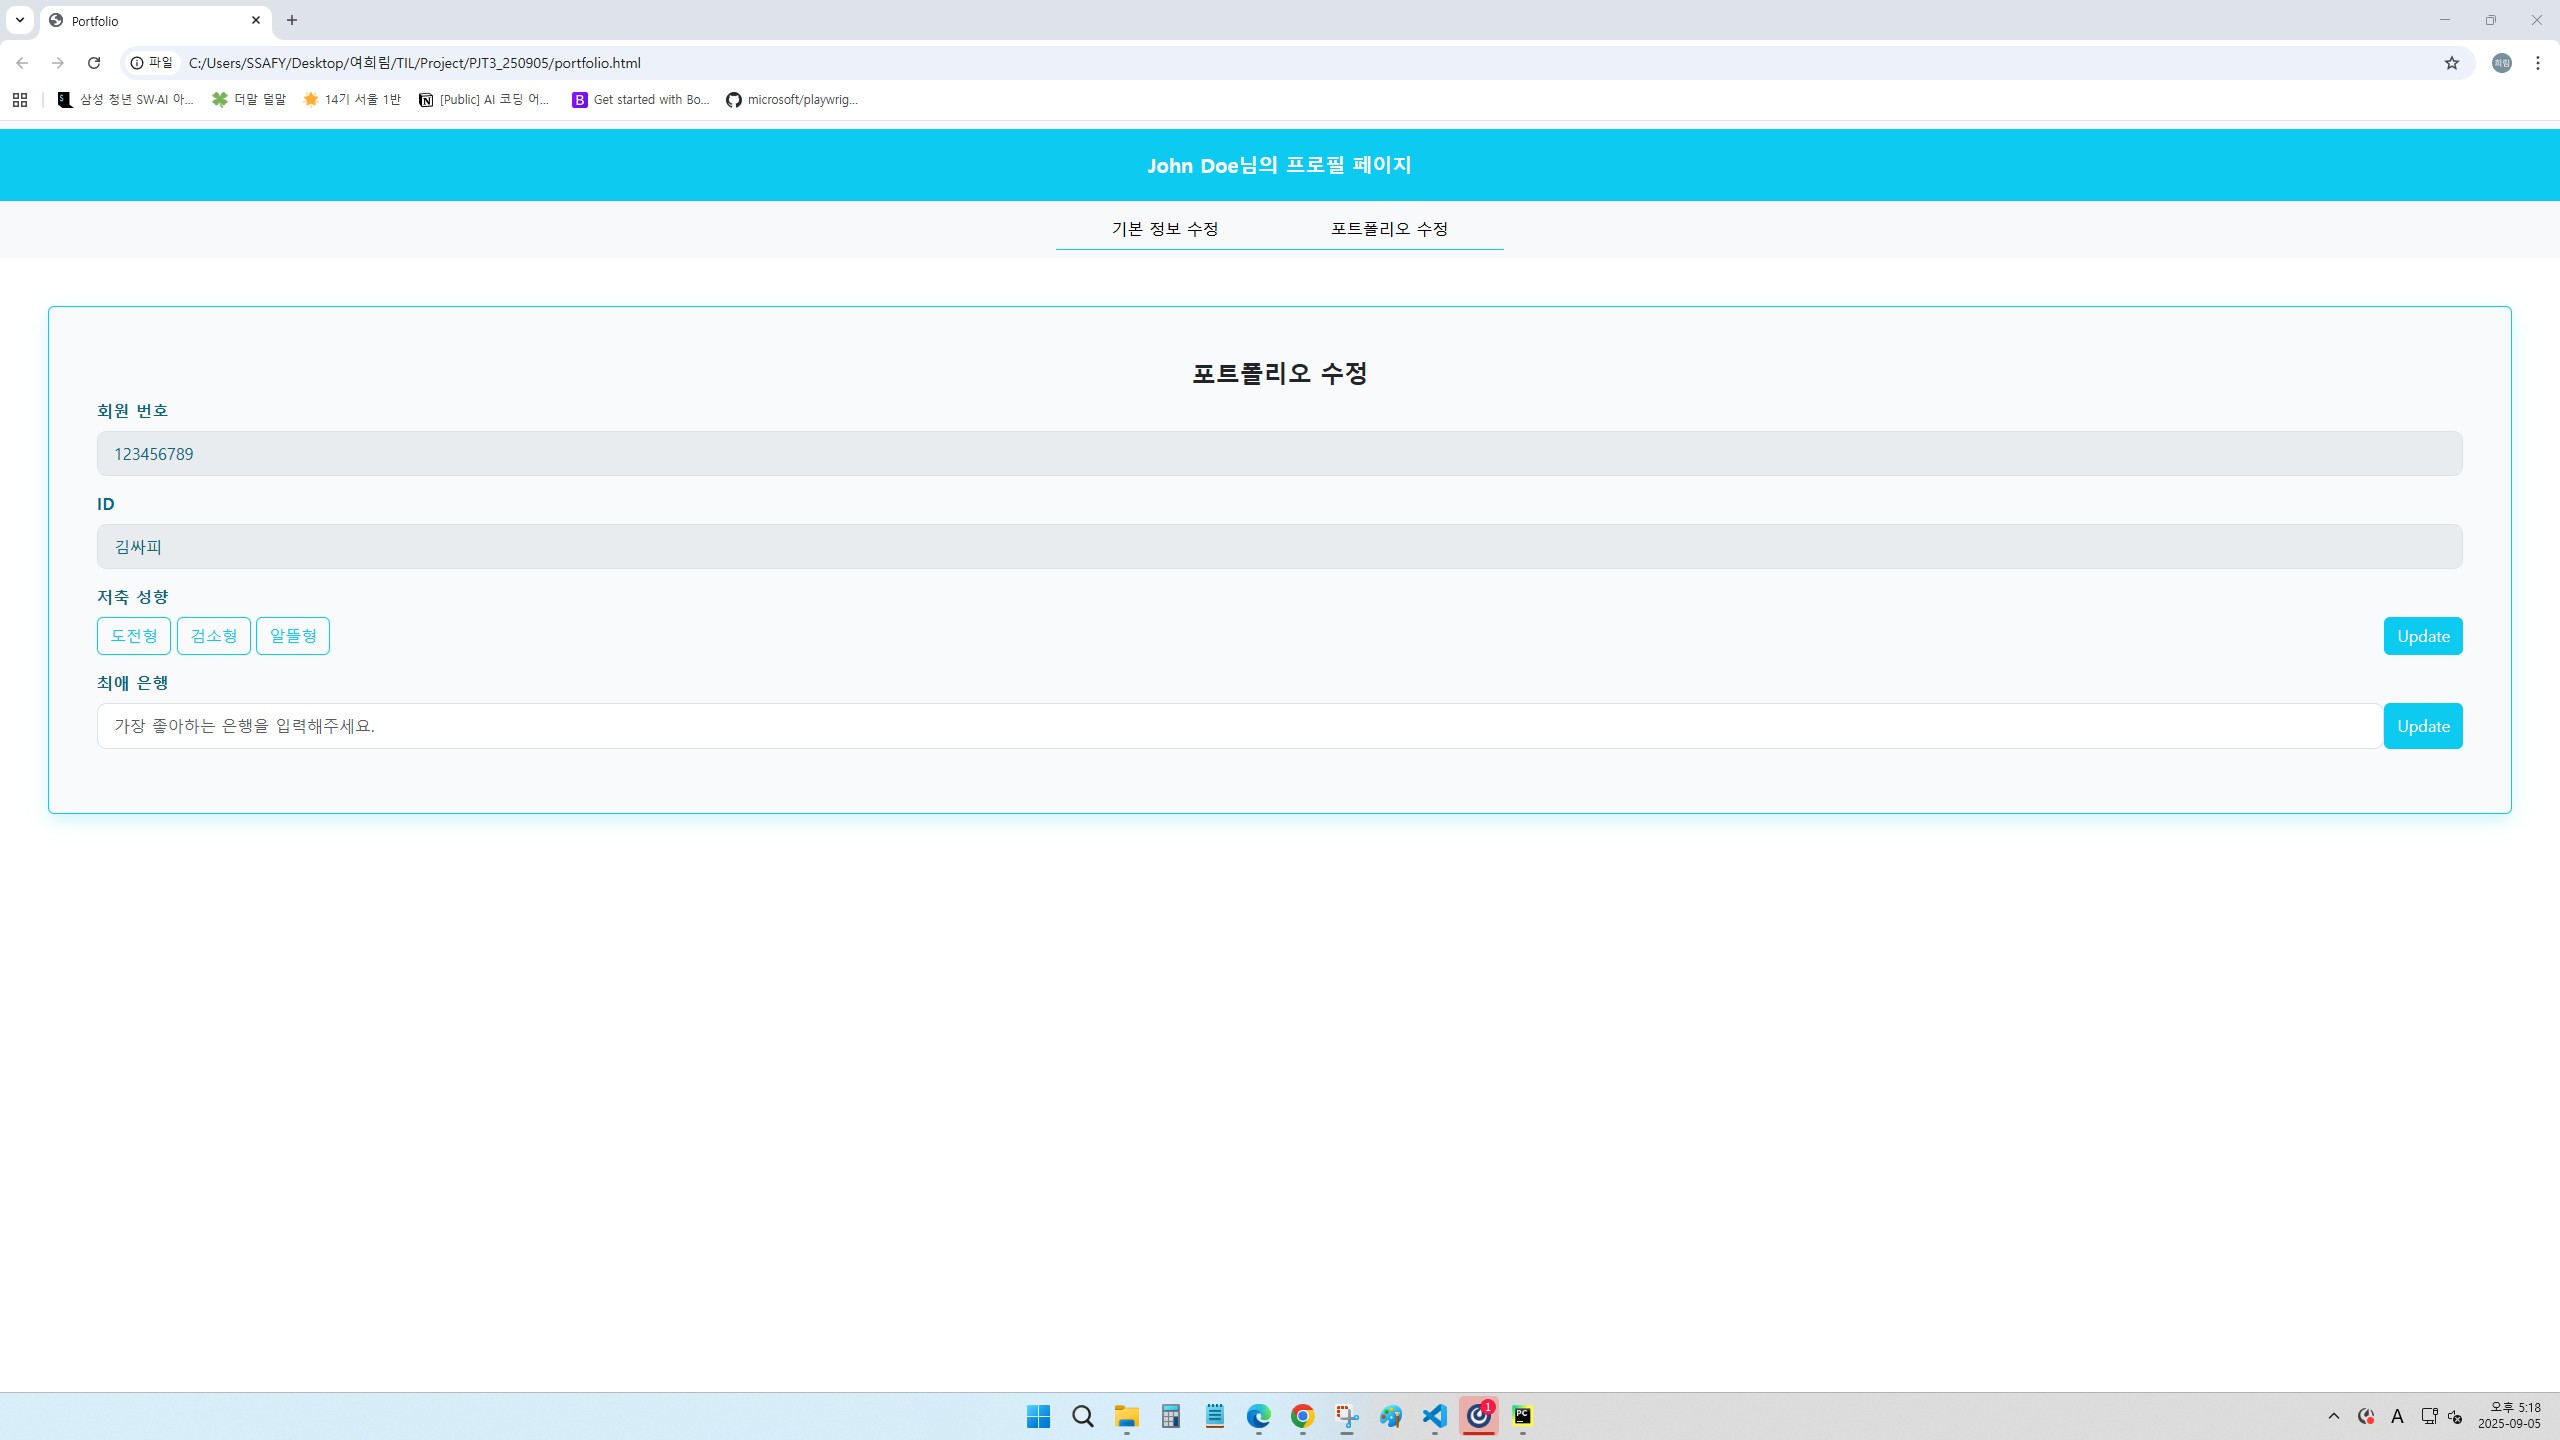 Portfolio
파일 C:/Users/SSAFY/Desktop/여희림/TIL/Project/PJT3_250905/portfolio.html
희림
삼성 청년 SW·AI 아... 더말 덜말 14기 서울 1반 [Public] AI 코딩 어... Get started with Bo... microsoft/playwrig...
John Doe님의 프로필 페이지
기본 정보 수정 포트폴리오 수정
포트폴리오 수정
회원 번호
123456789
ID
김싸피
저축 성향
도전형 검소형 알뜰형 Update
최애 은행
가장 좋아하는 은행을 입력해주세요. Update
1
PC
A
오후 5:18
2025-09-05